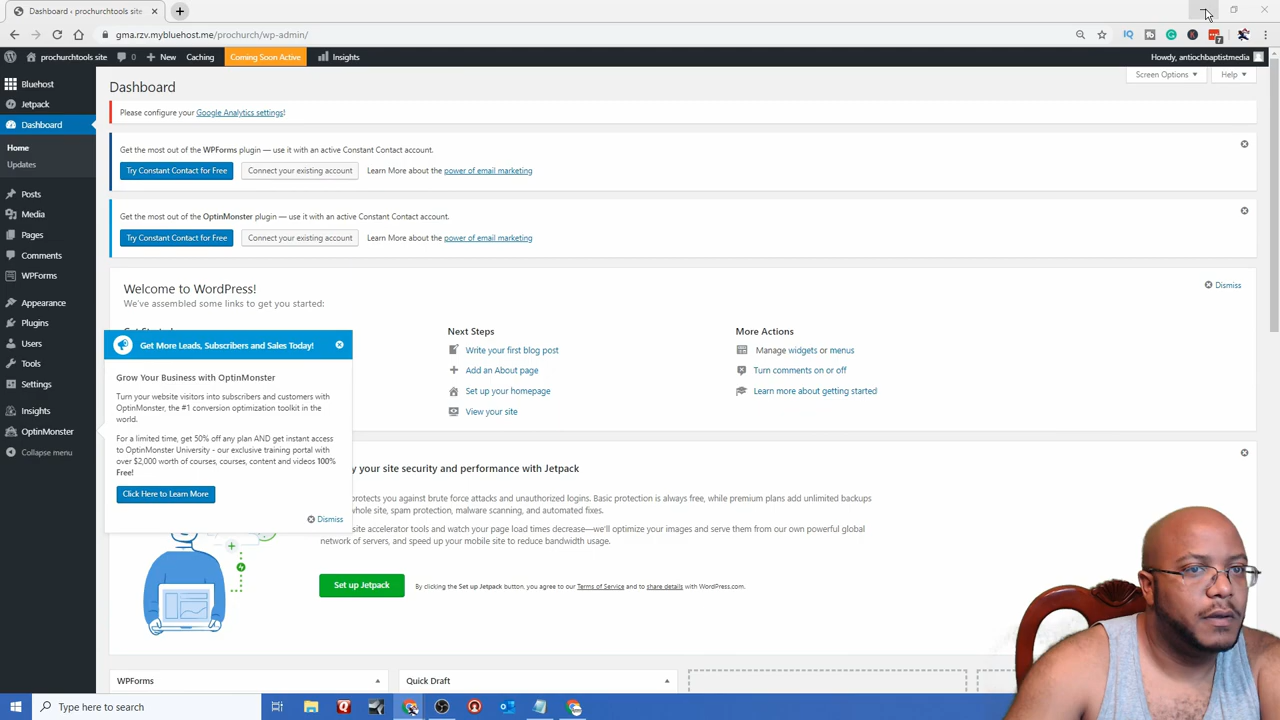 Dashboard ‹ prochurchtools site
gma.rzv.mybluehost.me/prochurch/wp-admin/
IQ
7
prochurchtools site
0
New
Caching
Coming Soon Active
Insights
Howdy, antiochbaptistmedia
Bluehost
Jetpack
Dashboard
Home
Updates
Posts
Media
Pages
Comments
WPForms
Appearance
Plugins
Users
Tools
Settings
Insights
OptinMonster
Collapse menu
Dashboard
Screen Options
Help
Please configure your Google Analytics settings!
Get the most out of the WPForms plugin — use it with an active Constant Contact account.
Try Constant Contact for Free
Connect your existing account
Learn More about the power of email marketing
Get the most out of the OptinMonster plugin — use it with an active Constant Contact account.
Try Constant Contact for Free
Connect your existing account
Learn More about the power of email marketing
Welcome to WordPress!
We've assembled some links to get you started:
Dismiss
Next Steps
Write your first blog post
Add an About page
Set up your homepage
View your site
More Actions
Manage widgets or menus
Turn comments on or off
Learn more about getting started
Get More Leads, Subscribers and Sales Today!
Grow Your Business with OptinMonster
Turn your website visitors into subscribers and customers with
OptinMonster, the #1 conversion optimization toolkit in the
world.
For a limited time, get 50% off any plan AND get instant access
to OptinMonster University - our exclusive training portal with
over $2,000 worth of courses, courses, content and videos 100%
Free!
Click Here to Learn More
Dismiss
y your site security and performance with Jetpack
protects you against brute force attacks and unauthorized logins. Basic protection is always free, while premium plans add unlimited backups
whole site, spam protection, malware scanning, and automated fixes.
site accelerator tools and watch your page load times decrease—we'll optimize your images and serve them from our own powerful global
network of servers, and speed up your mobile site to reduce bandwidth usage.
Set up Jetpack
By clicking the Set up Jetpack button, you agree to our Terms of Service and to share details with WordPress.com.
WPForms
Quick Draft
Type here to search